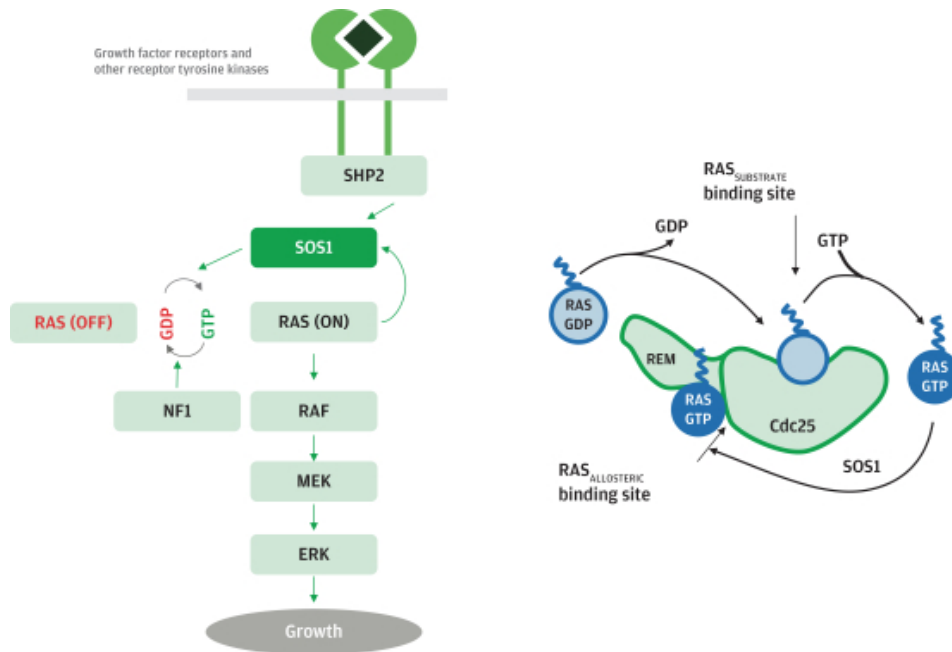 Growth factor receptors and
other receptor tyrosine kinases
SHP2
SOS1
RAS (OFF)
GDP
GTP
RAS (ON)
NF1
RAF
MEK
ERK
Growth
RAS SUBSTRATE
binding site
GDP
GTP
RAS
GDP
REM
RAS
GTP
Cdc25
RAS
GTP
SOS1
RAS ALLOSTERIC
binding site